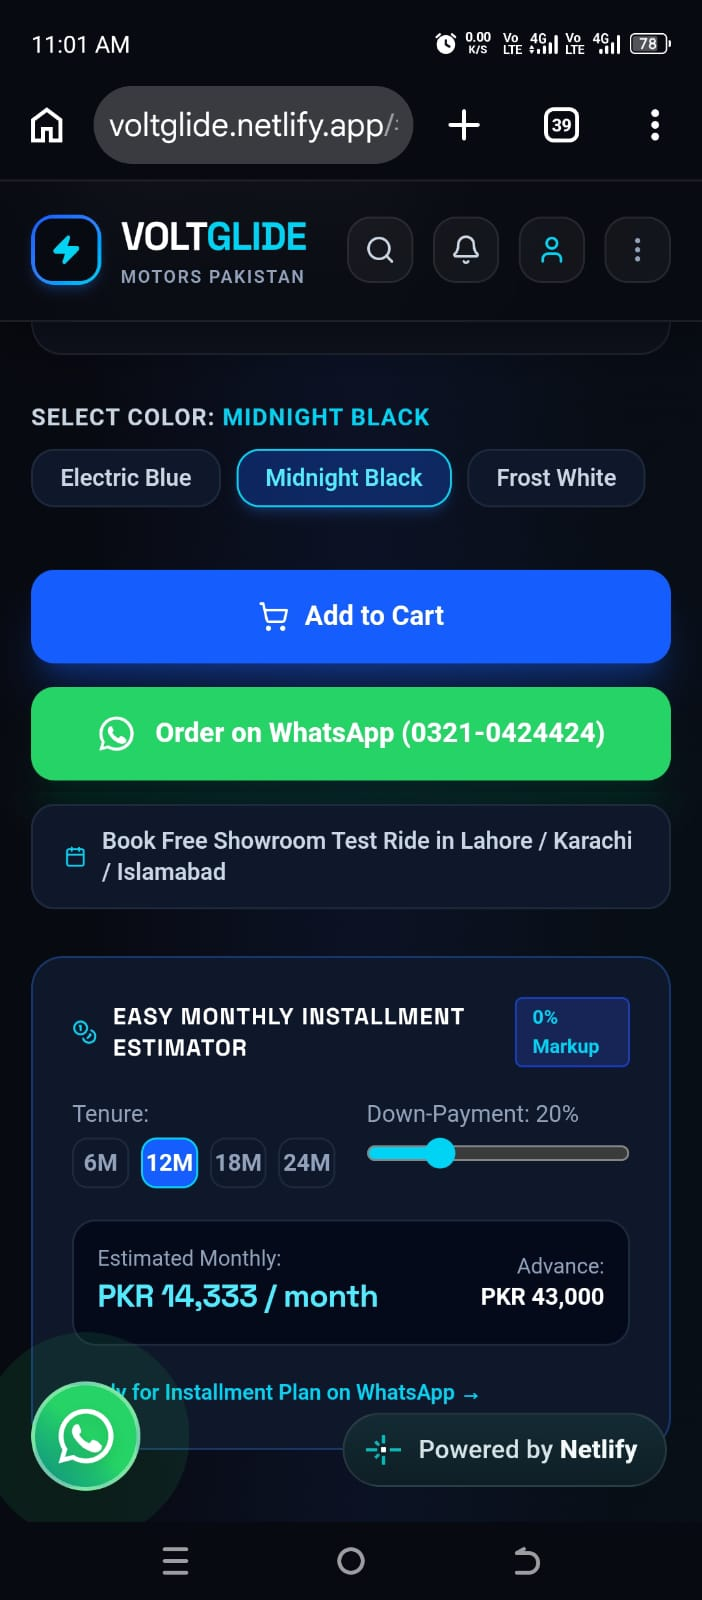 11:01 AM
0.00 K/S Vo LTE 4G Vo LTE 4G 78
voltglide.netlify.app/
39
VOLTGLIDE
MOTORS PAKISTAN
SELECT COLOR: MIDNIGHT BLACK
Electric Blue Midnight Black Frost White
Add to Cart
Order on WhatsApp (0321-0424424)
Book Free Showroom Test Ride in Lahore / Karachi
/ Islamabad
EASY MONTHLY INSTALLMENT
ESTIMATOR
0%
Markup
Tenure:
Down-Payment: 20%
6M 12M 18M 24M
Estimated Monthly:
PKR 14,333 / month
Advance:
PKR 43,000
for Installment Plan on WhatsApp →
Powered by Netlify